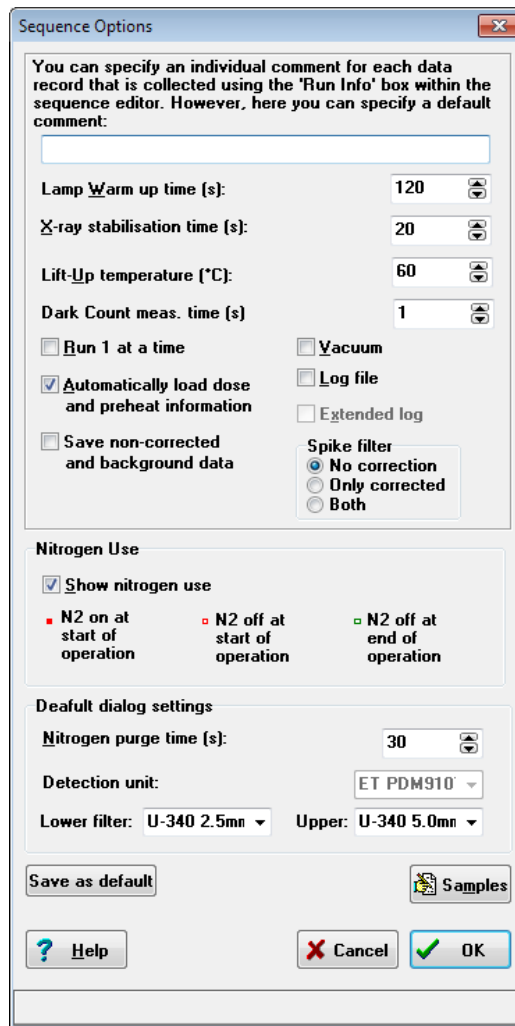 Sequence Options
You can specify an individual comment for each data
record that is collected using the 'Run Info' box within the
sequence editor. However, here you can specify a default
comment:
Lamp Warm up time (s): 120
X-ray stabilisation time (s): 20
Lift-Up temperature (*C): 60
Dark Count meas. time (s) 1
Run 1 at a time
Vacuum
Automatically load dose
and preheat information
Log file
Extended log
Save non-corrected
and background data
Spike filter
No correction
Only corrected
Both
Nitrogen Use
Show nitrogen use
N2 on at
start of
operation
N2 off at
start of
operation
N2 off at
end of
operation
Deafult dialog settings
Nitrogen purge time (s): 30
Detection unit: ET PDM910
Lower filter: U-340 2.5mm Upper: U-340 5.0mm
Save as default
Samples
? Help
Cancel
OK